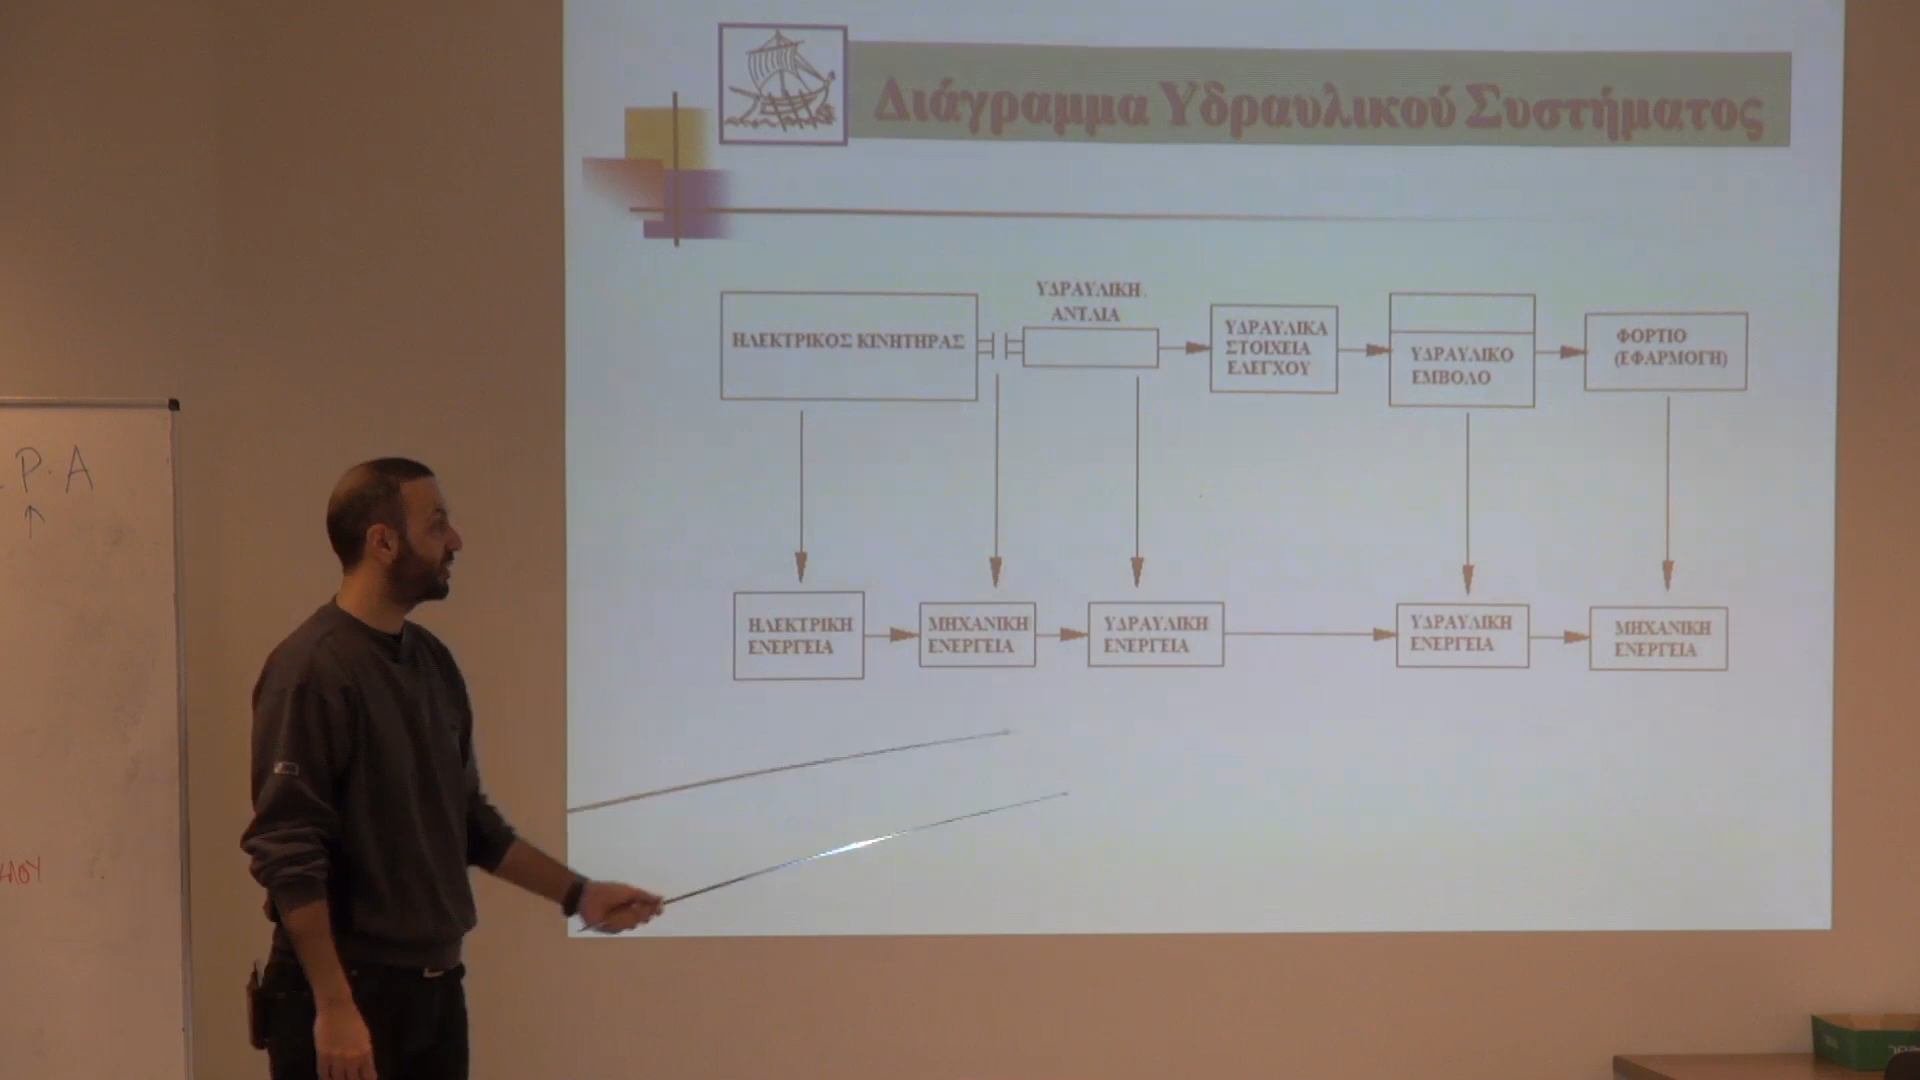 Διάγραμμα Υδραυλικού Συστήματος
ΥΔΡΑΥΛΙΚΗ
ΑΝΤΛΙΑ
ΗΛΕΚΤΡΙΚΟΣ ΚΙΝΗΤΗΡΑΣ
ΥΔΡΑΥΛΙΚΑ
ΣΤΟΙΧΕΙΑ
ΕΛΕΓΧΟΥ
ΥΔΡΑΥΛΙΚΟ
ΕΜΒΟΛΟ
ΦΟΡΤΙΟ
(ΕΦΑΡΜΟΓΗ)
P·A
ΗΛΕΚΤΡΙΚΗ
ΕΝΕΡΓΕΙΑ
ΜΗΧΑΝΙΚΗ
ΕΝΕΡΓΕΙΑ
ΥΔΡΑΥΛΙΚΗ
ΕΝΕΡΓΕΙΑ
ΥΔΡΑΥΛΙΚΗ
ΕΝΕΡΓΕΙΑ
ΜΗΧΑΝΙΚΗ
ΕΝΕΡΓΕΙΑ